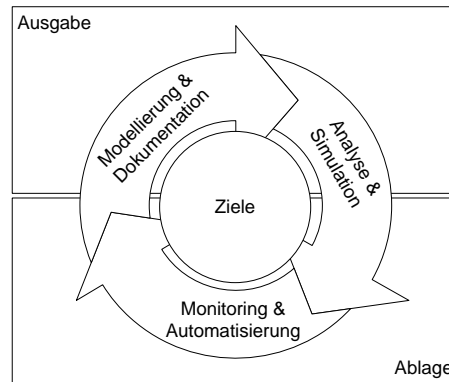 Ausgabe
Modellierung &
Dokumentation
Analyse &
Simulation
Ziele
Monitoring &
Automatisierung
Ablage